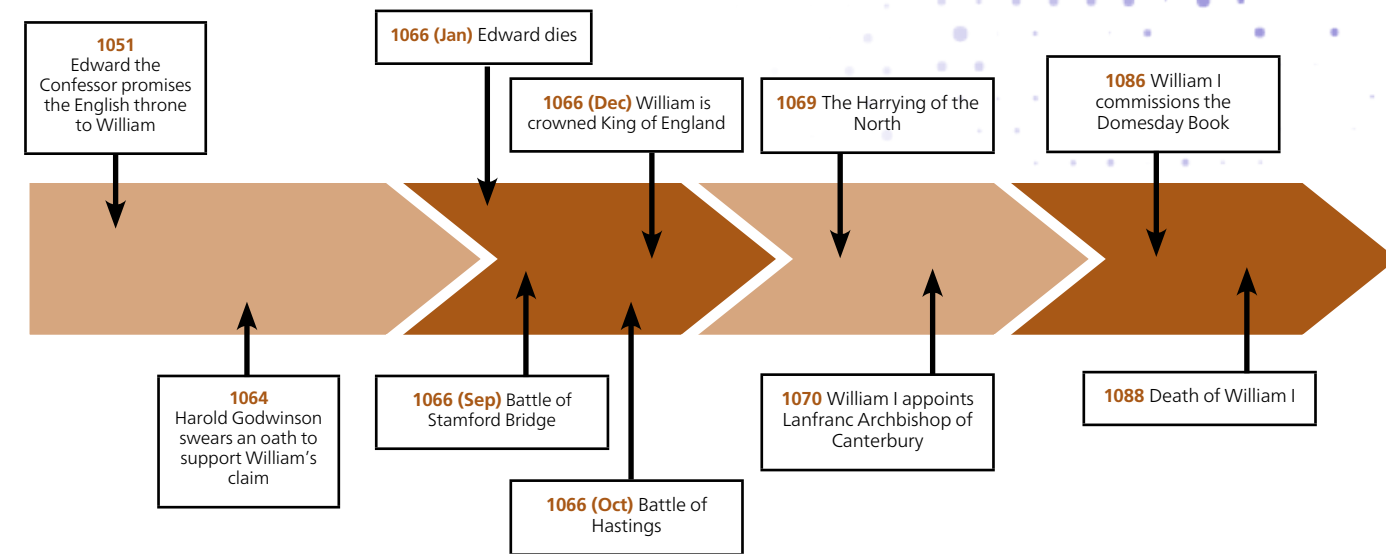 1051
Edward the
Confessor promises
the English throne
to William
1066 (Jan) Edward dies
1066 (Dec) William is
crowned King of England
1069 The Harrying of the
North
1086 William I
commissions the
Domesday Book
1064
Harold Godwinson
swears an oath to
support William’s
claim
1066 (Sep) Battle of
Stamford Bridge
1066 (Oct) Battle of
Hastings
1070 William I appoints
Lanfranc Archbishop of
Canterbury
1088 Death of William I